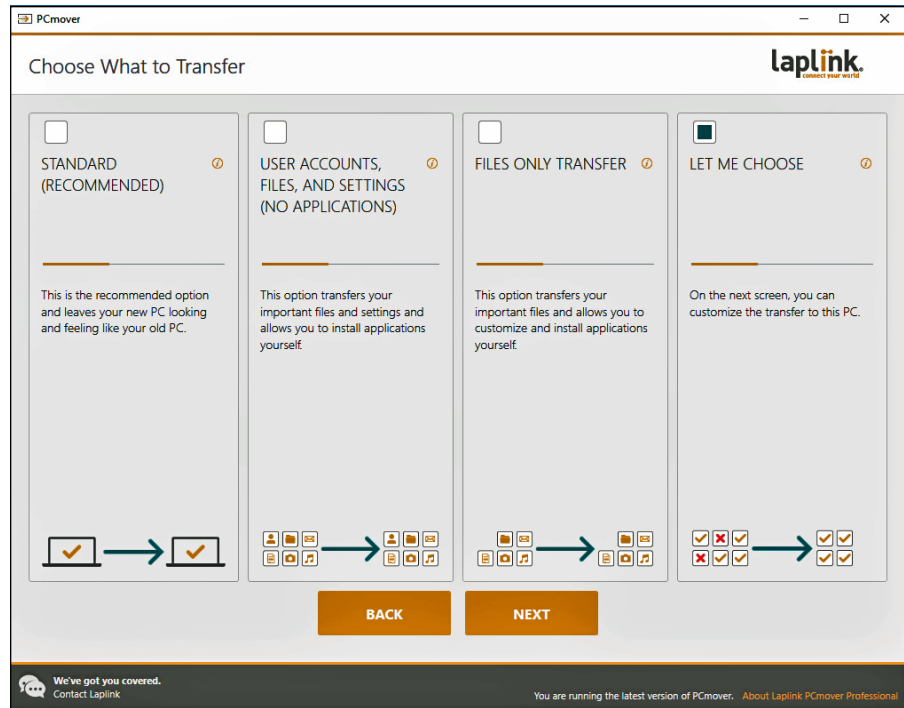 PCmover
Choose What to Transfer
laplink.
connect your world
STANDARD
(RECOMMENDED)
This is the recommended option
and leaves your new PC looking
and feeling like your old PC.
USER ACCOUNTS,
FILES, AND SETTINGS
(NO APPLICATIONS)
This option transfers your
important files and settings and
allows you to install applications
yourself.
FILES ONLY TRANSFER
This option transfers your
important files and allows you to
customize and install applications
yourself.
LET ME CHOOSE
On the next screen, you can
customize the transfer to this PC.
BACK
NEXT
We've got you covered.
Contact Laplink
You are running the latest version of PCmover. About Laplink PCmover Professional